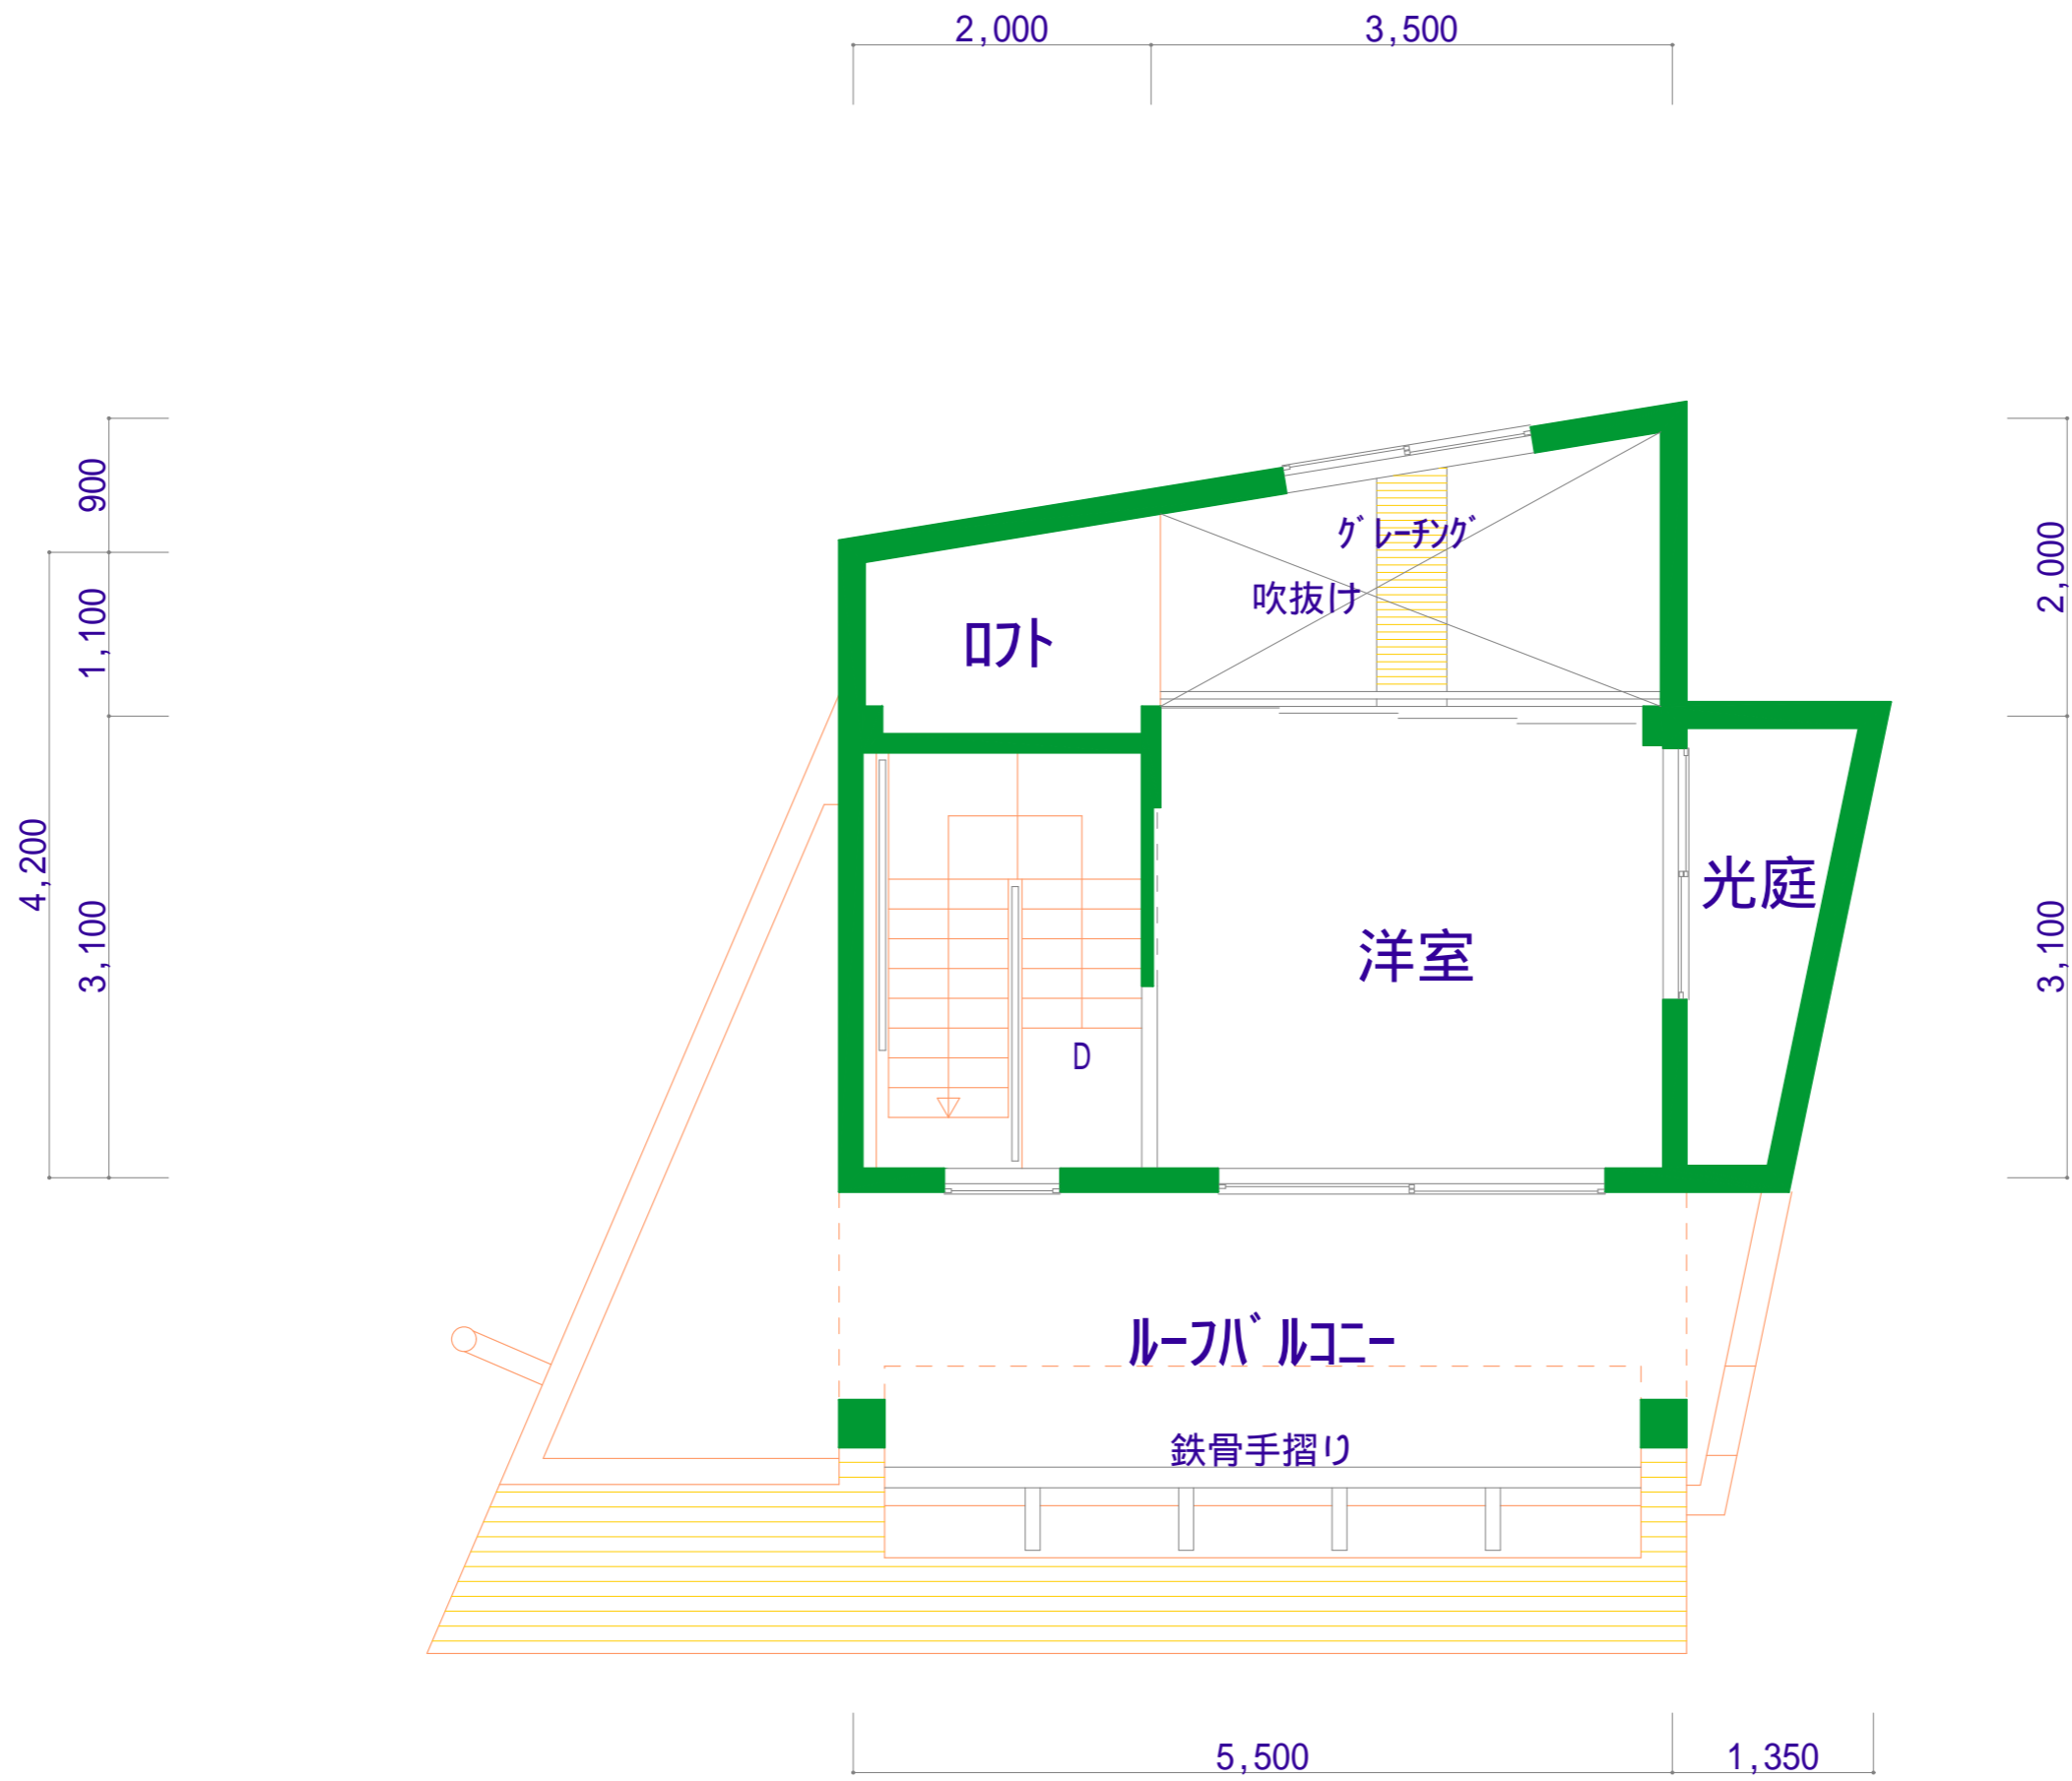 2,000
3,500
900
1,100
4,200
3,100
2,000
3,100
ｸﾞﾚｰﾁﾝｸﾞ
吹抜け
ﾛﾌﾄ
光庭
洋室
D
ﾙｰﾌﾊﾞﾙｺﾆｰ
鉄骨手摺り
5,500
1,350